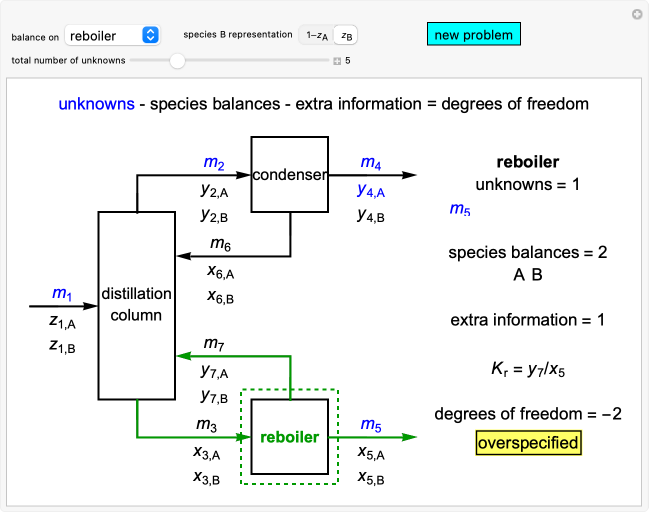 balance on reboiler species B representation 1–zA zB new problem
total number of unknowns 5
unknowns - species balances - extra information = degrees of freedom
m2
y2,A
y2,B
condenser
m4
y4,A
y4,B
m6
x6,A
x6,B
m1
z1,A
z1,B
distillation
column
m7
y7,A
y7,B
m3
x3,A
x3,B
reboiler
m5
x5,A
x5,B
reboiler
unknowns = 1
m5
species balances = 2
A B
extra information = 1
Kr = y7/x5
degrees of freedom = −2
overspecified